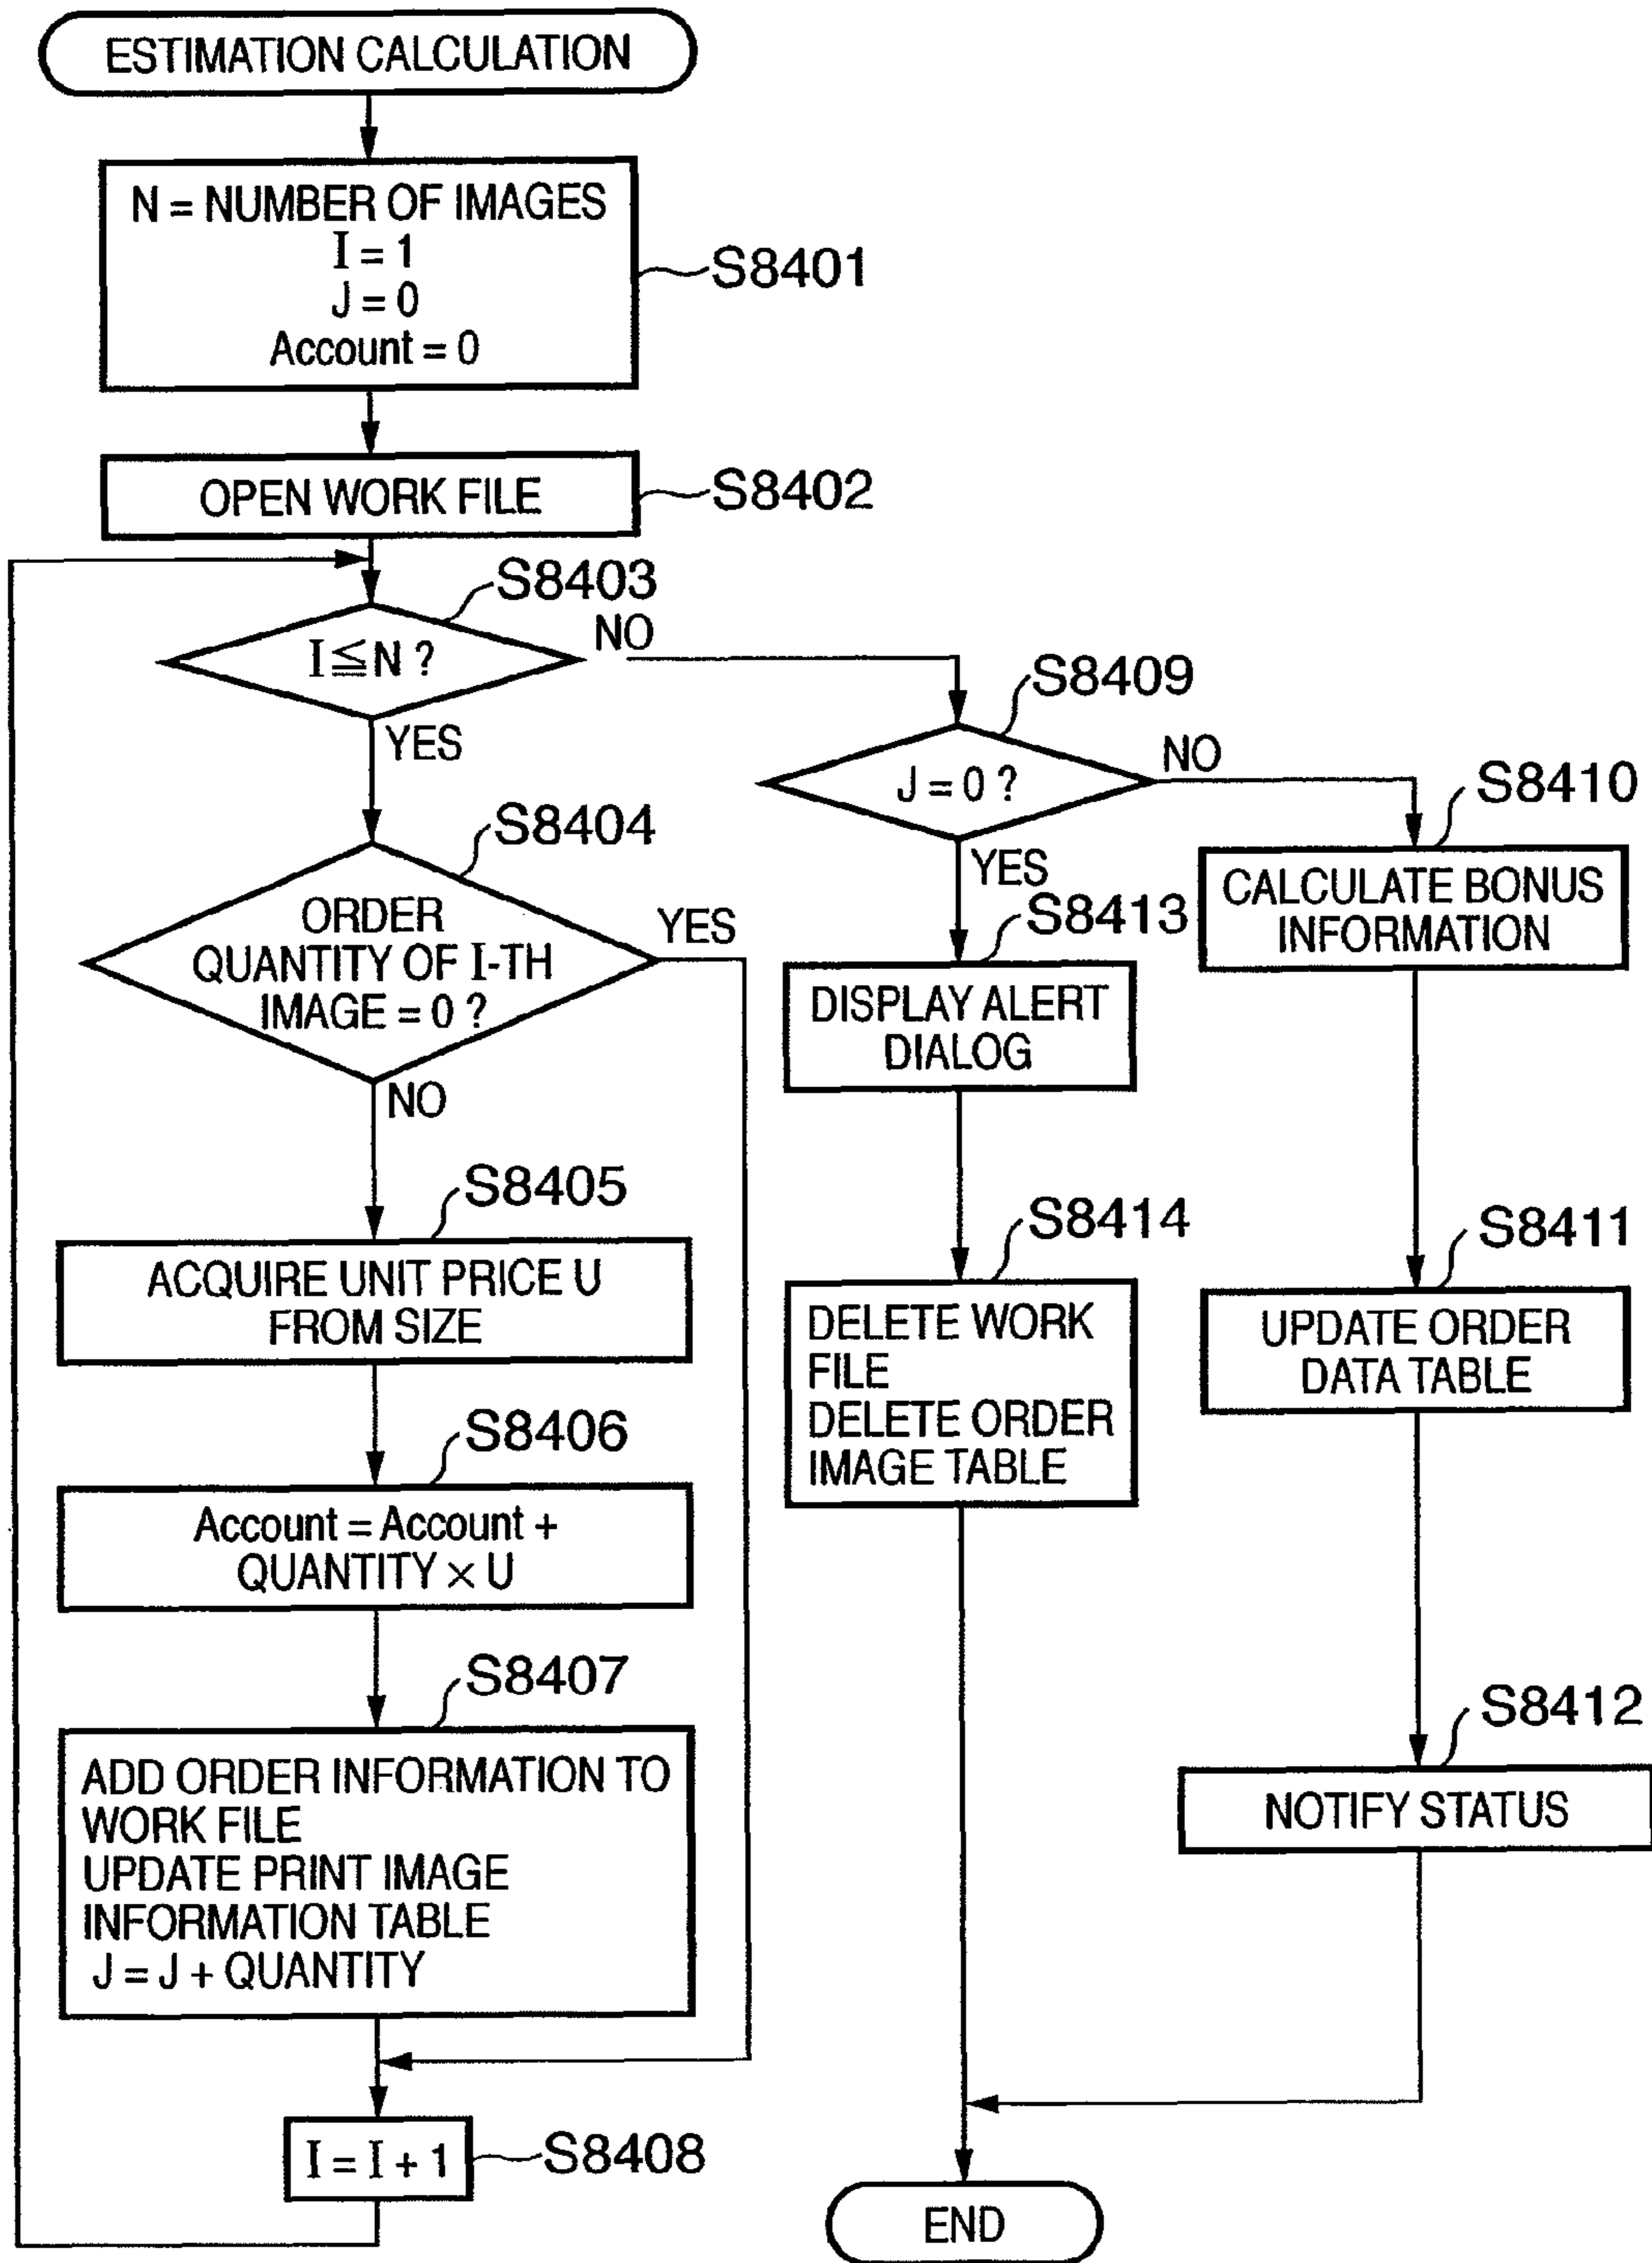 ESTIMATION CALCULATION
N = NUMBER OF IMAGES
I = 1
J = 0
Account = 0
S8401
OPEN WORK FILE
S8402
S8403
I≦N ?
NO
YES
S8404
ORDER
QUANTITY OF I-TH
IMAGE = 0 ?
YES
NO
S8405
ACQUIRE UNIT PRICE U
FROM SIZE
S8406
Account = Account +
QUANTITY × U
S8407
ADD ORDER INFORMATION TO
WORK FILE
UPDATE PRINT IMAGE
INFORMATION TABLE
J = J + QUANTITY
I = I + 1
S8408
S8409
J = 0 ?
NO
YES
S8413
DISPLAY ALERT
DIALOG
S8414
DELETE WORK
FILE
DELETE ORDER
IMAGE TABLE
S8410
CALCULATE BONUS
INFORMATION
S8411
UPDATE ORDER
DATA TABLE
S8412
NOTIFY STATUS
END